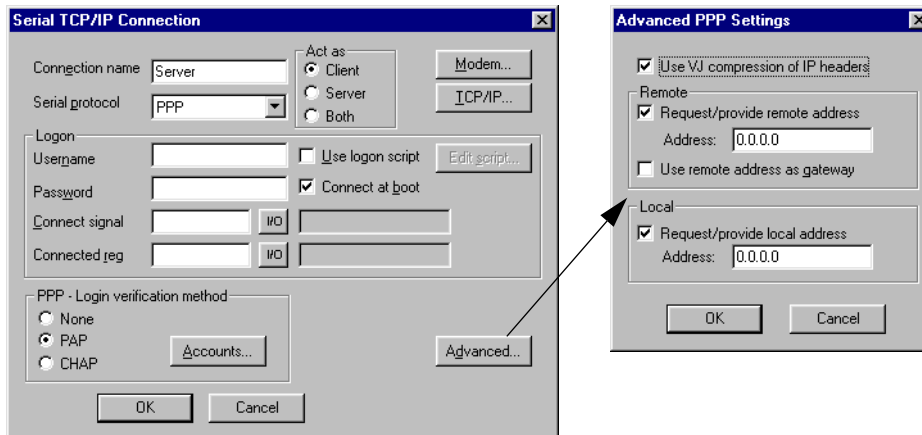 Serial TCP/IP Connection
Connection name Server
Serial protocol PPP
Act as
Client
Server
Both
Modem...
TCP/IP...
Logon
Username
Password
Connect signal I/O
Connected reg I/O
Use logon script
Connect at boot
Edit script...
PPP - Login verification method
None
PAP
CHAP
Accounts...
Advanced...
OK Cancel
Advanced PPP Settings
Use VJ compression of IP headers
Remote
Request/provide remote address
Address: 0.0.0.0
Use remote address as gateway
Local
Request/provide local address
Address: 0.0.0.0
OK Cancel